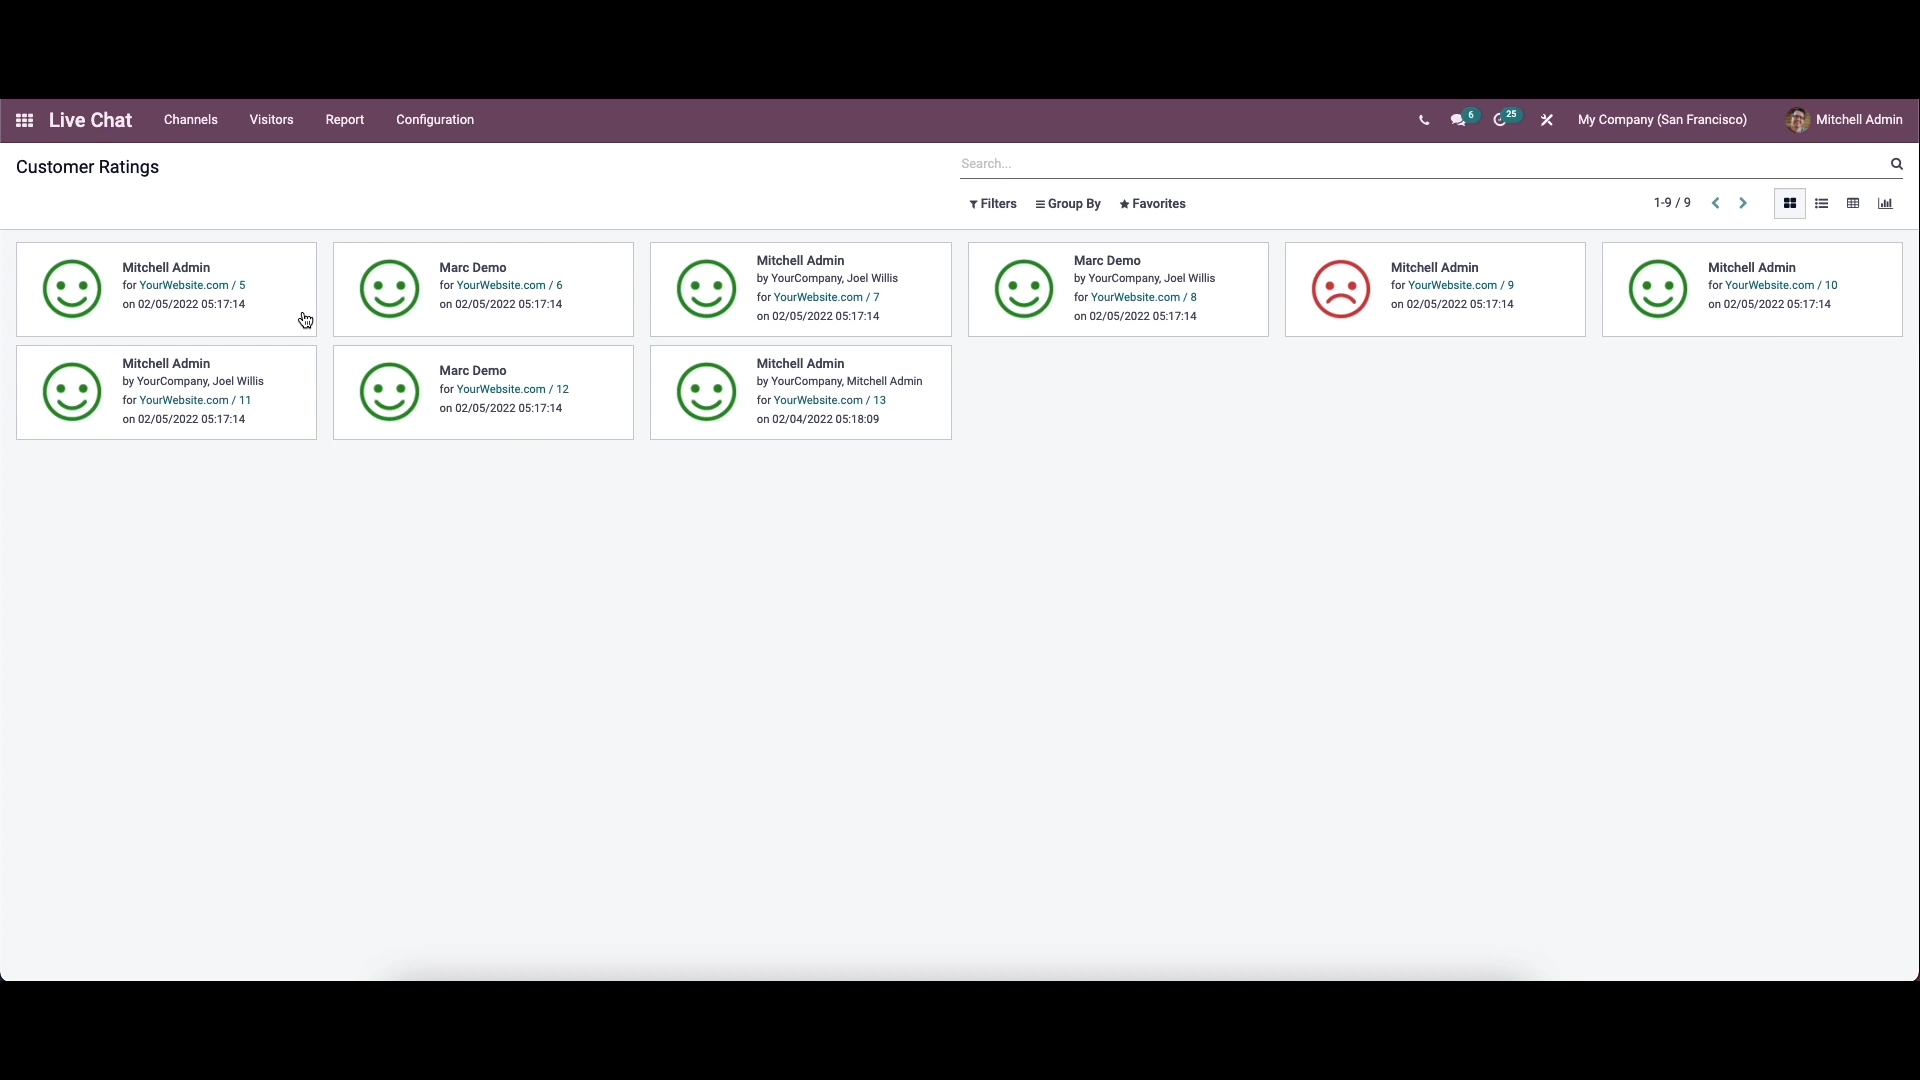 Live Chat Channels Visitors Report Configuration 6 25 My Company (San Francisco) Mitchell Admin
Customer Ratings
Search...
Filters Group By Favorites 1-9 / 9
Mitchell Admin
for YourWebsite.com / 5
on 02/05/2022 05:17:14
Marc Demo
for YourWebsite.com / 6
on 02/05/2022 05:17:14
Mitchell Admin
by YourCompany, Joel Willis
for YourWebsite.com / 7
on 02/05/2022 05:17:14
Marc Demo
by YourCompany, Joel Willis
for YourWebsite.com / 8
on 02/05/2022 05:17:14
Mitchell Admin
for YourWebsite.com / 9
on 02/05/2022 05:17:14
Mitchell Admin
for YourWebsite.com / 10
on 02/05/2022 05:17:14
Mitchell Admin
by YourCompany, Joel Willis
for YourWebsite.com / 11
on 02/05/2022 05:17:14
Marc Demo
for YourWebsite.com / 12
on 02/05/2022 05:17:14
Mitchell Admin
by YourCompany, Mitchell Admin
for YourWebsite.com / 13
on 02/04/2022 05:18:09